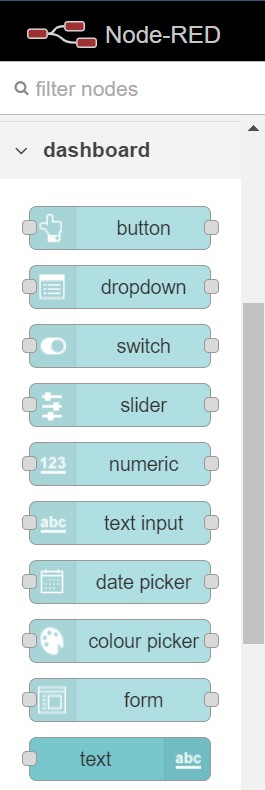 Node-RED
filter nodes
dashboard
button
dropdown
switch
slider
123 numeric
abc text input
date picker
colour picker
form
text abc